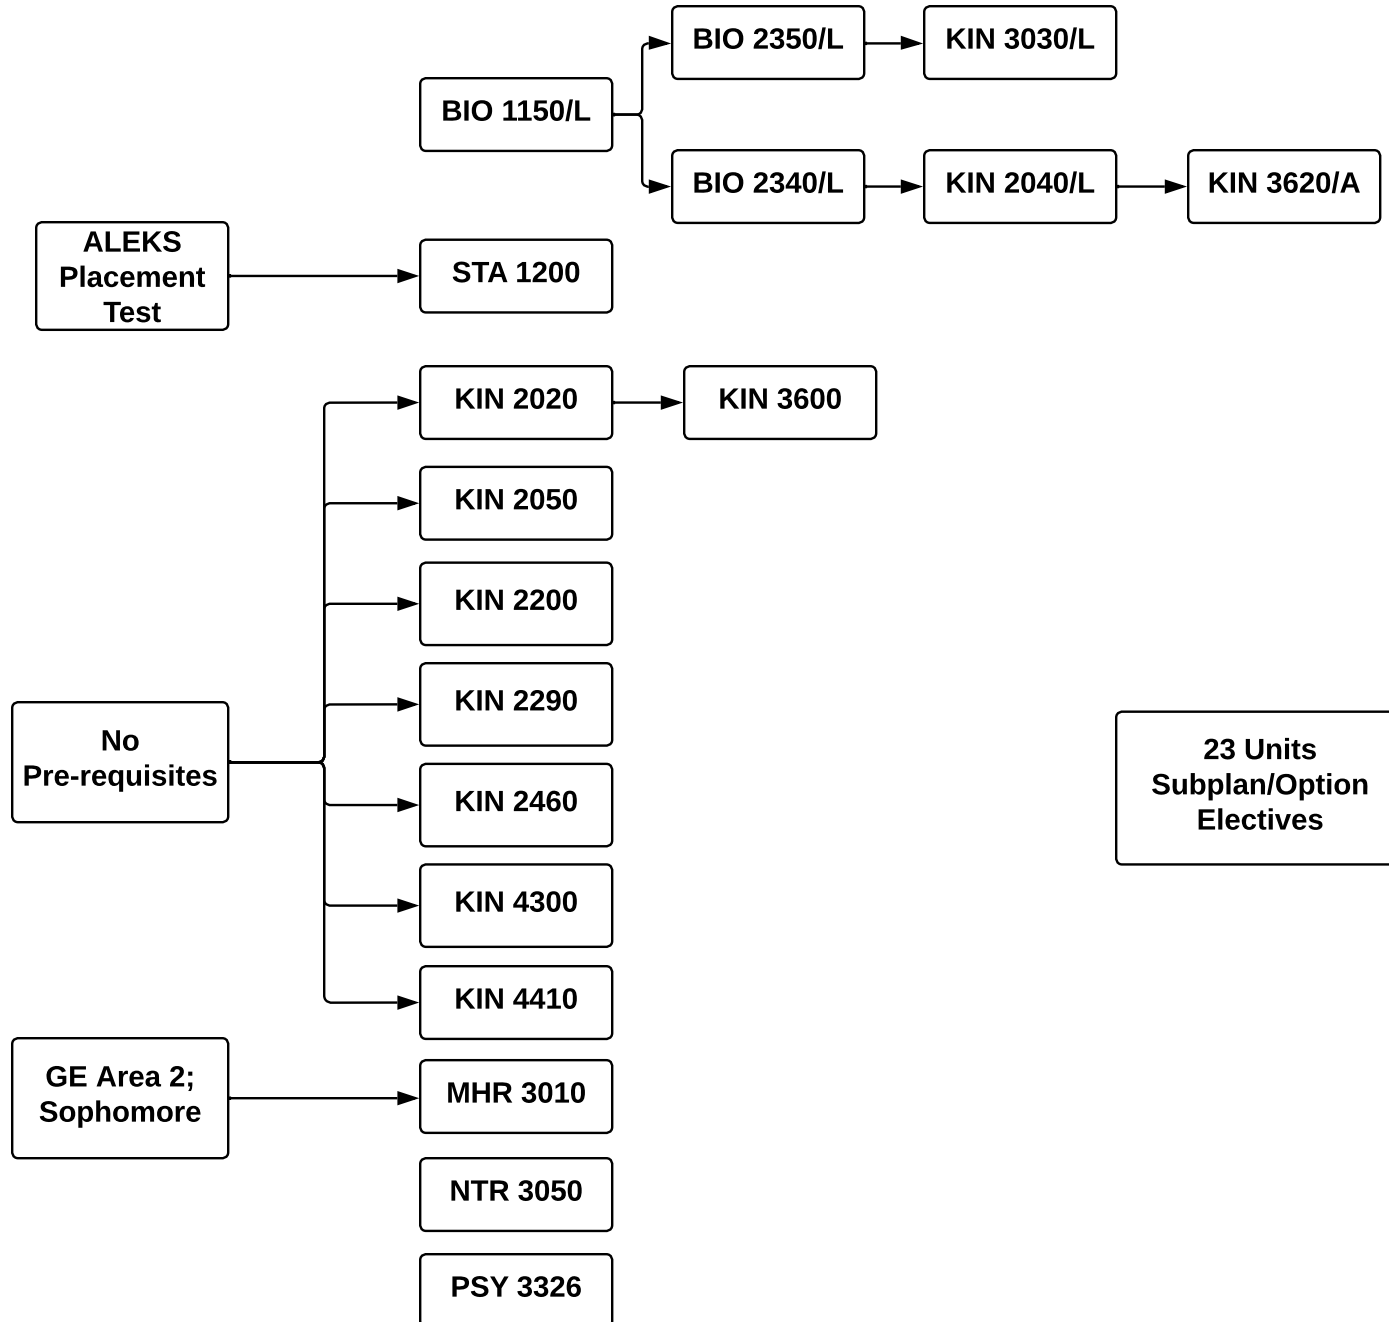 BIO 2350/L
KIN 3030/L
BIO 1150/L
BIO 2340/L
KIN 2040/L
KIN 3620/A
ALEKS
Placement
Test
STA 1200
KIN 2020
KIN 3600
KIN 2050
KIN 2200
KIN 2290
No
Pre-requisites
23 Units
Subplan/Option
Electives
KIN 2460
KIN 4300
KIN 4410
GE Area 2;
Sophomore
MHR 3010
NTR 3050
PSY 3326